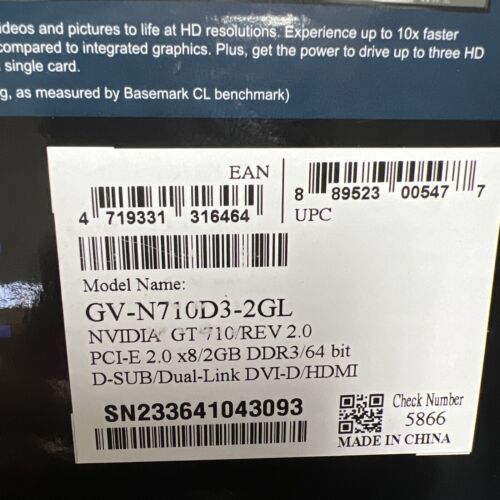 ideos and pictures to life at HD resolutions. Experience up to 10x faster
compared to integrated graphics. Plus, get the power to drive up to three HD
single card.
g, as measured by Basemark CL benchmark)
EAN
4 719331 316464
8 89523 00547 7
UPC
Model Name:
GV-N710D3-2GL
NVIDIA GT 710/REV 2.0
PCI-E 2.0 x8/2GB DDR3/64 bit
D-SUB/Dual-Link DVI-D/HDMI
SN233641043093
Check Number
5866
MADE IN CHINA